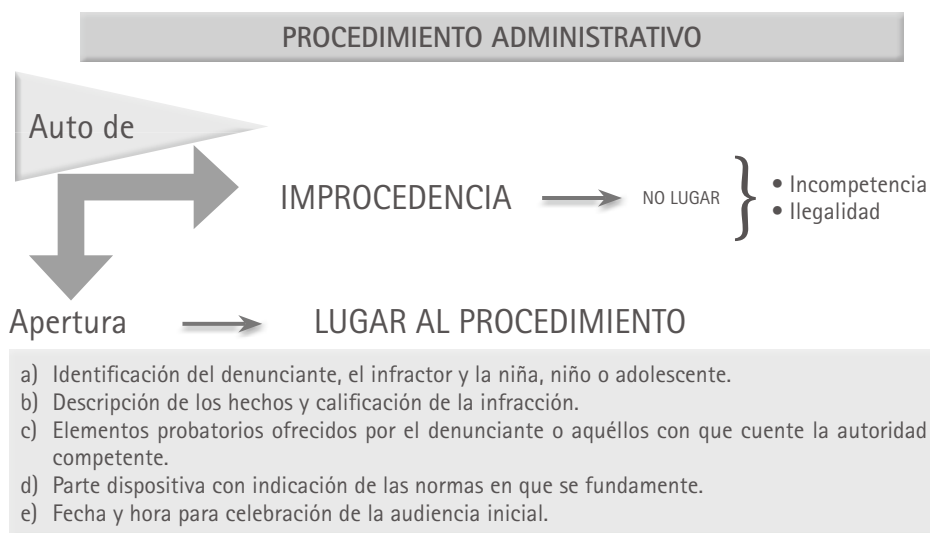 PROCEDIMIENTO ADMINISTRATIVO
Auto de
IMPROCEDENCIA
NO LUGAR
• Incompetencia
• Ilegalidad
Apertura
LUGAR AL PROCEDIMIENTO
a) Identificación del denunciante, el infractor y la niña, niño o adolescente.
b) Descripción de los hechos y calificación de la infracción.
c) Elementos probatorios ofrecidos por el denunciante o aquéllos con que cuente la autoridad
competente.
d) Parte dispositiva con indicación de las normas en que se fundamente.
e) Fecha y hora para celebración de la audiencia inicial.